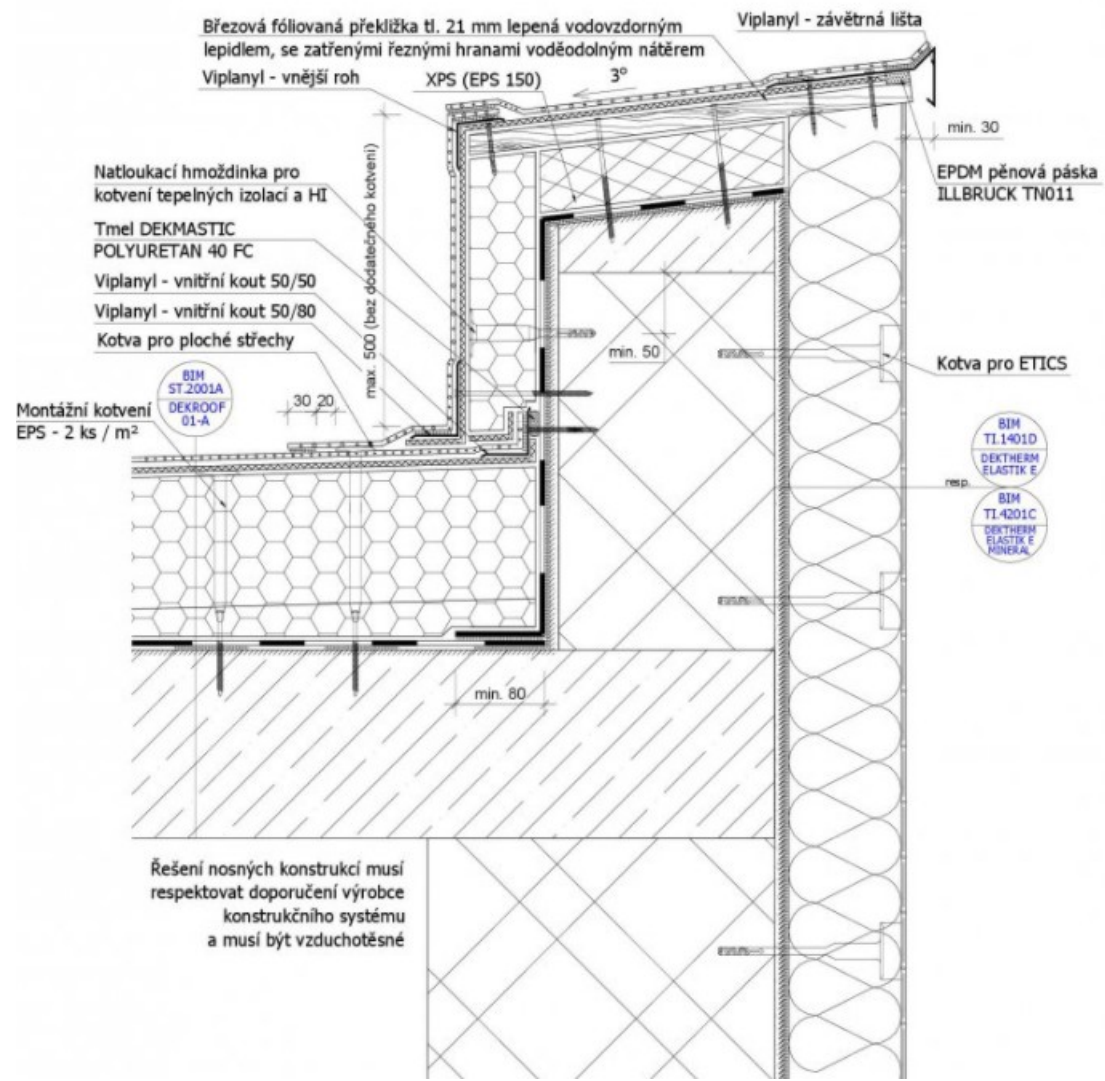 Březová fóliovaná překližka tl. 21 mm lepená vodovzdorným
lepidlem, se zatřenými řeznými hranami voděodolným nátěrem
Viplanyl - závětrná lišta
Viplanyl - vnější roh
XPS (EPS 150)
3°
min. 30
Natloukací hmoždinka pro
kotvení tepelných izolací a HI
EPDM pěnová páska
ILLBRUCK TN011
Tmel DEKMASTIC
POLYURETAN 40 FC
max. 500 (bez dodatečného kotvení)
Viplanyl - vnitřní kout 50/50
Viplanyl - vnitřní kout 50/80
Kotva pro ploché střechy
min. 50
Kotva pro ETICS
BIM
ST.2001A
DEKROOF
01-A
30 20
Montážní kotvení
EPS - 2 ks / m²
BIM
TI.1401D
DEKTHERM
ELASTIK E
resp.
BIM
TI.4201C
DEKTHERM
ELASTIK E
MINERAL
min. 80
Řešení nosných konstrukcí musí
respektovat doporučení výrobce
konstrukčního systému
a musí být vzduchotěsné